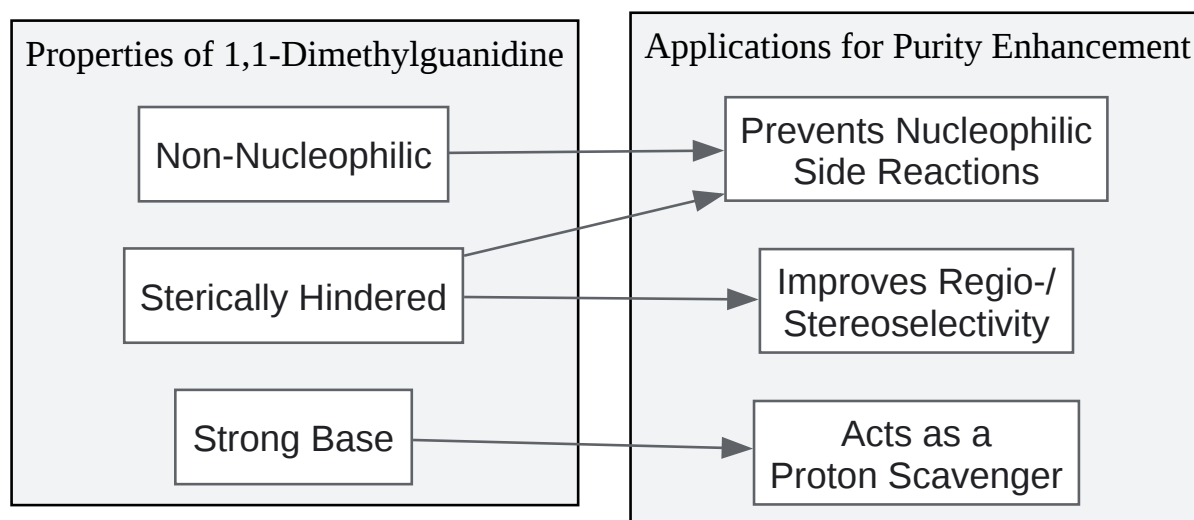 Properties of 1,1-Dimethylguanidine
Non-Nucleophilic
Sterically Hindered
Strong Base
Applications for Purity Enhancement
Prevents Nucleophilic
Side Reactions
Improves Regio-/
Stereoselectivity
Acts as a
Proton Scavenger